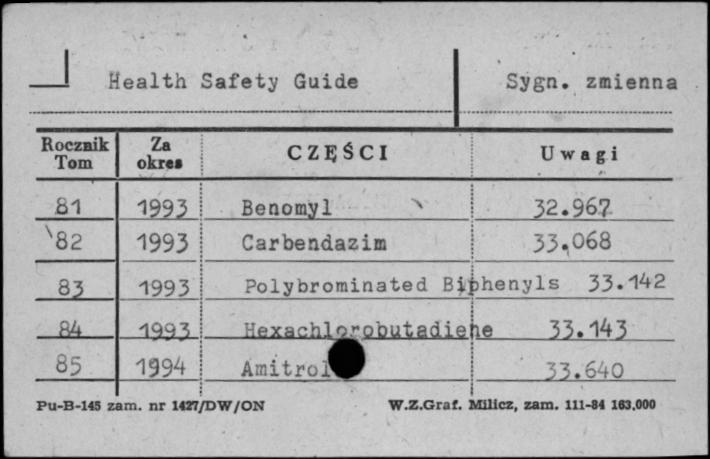 Health Safety Guide Sygn. zmienna
Rocznik Tom Za okres CZĘŚCI Uwagi
81 1993 Benomyl 32.967
82 1993 Carbendazim 33.068
83 1993 Polybrominated Biphenyls 33.142
84 1993 Hexachlorobutadiene 33.143
85 1994 Amitrol 33.640
Pu-B-145 zam. nr 1427/DW/ON W.Z.Graf. Milicz, zam. 111-84 163.000